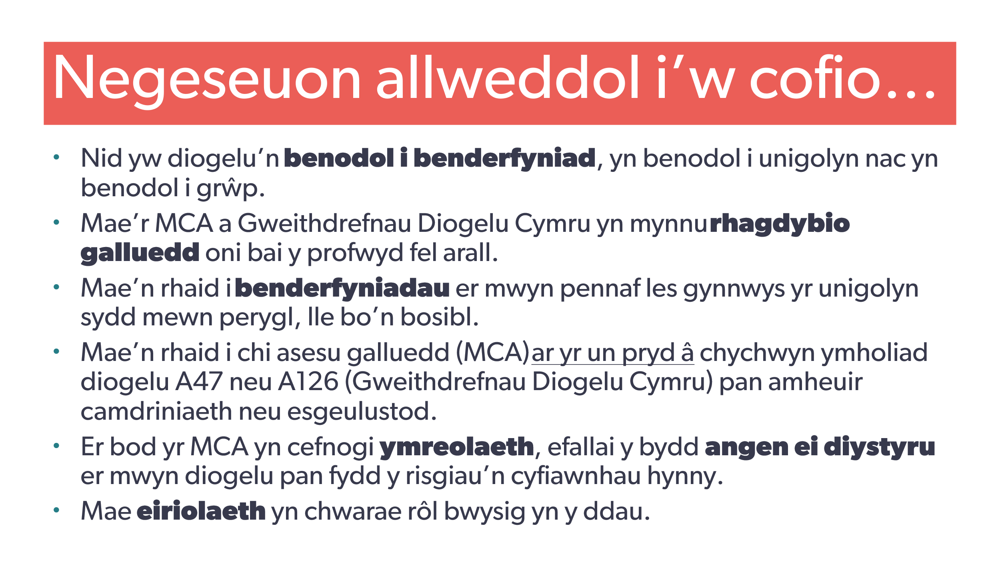 Negeseuon allweddol i'w cofio...
• Nid yw diogelu'n benodol i benderfyniad, yn benodol i unigolyn nac yn
benodol i grŵp.
• Mae'r MCA a Gweithdrefnau Diogelu Cymru yn mynnu rhagdybio
galluedd oni bai y profwyd fel arall.
• Mae'n rhaid i benderfyniadau er mwyn pennaf les gynnwys yr unigolyn
sydd mewn perygl, lle bo'n bosibl.
• Mae'n rhaid i chi asesu galluedd (MCA) ar yr un pryd â chychwyn ymholiad
diogelu A47 neu A126 (Gweithdrefnau Diogelu Cymru) pan amheuir
camdriniaeth neu esgeulustod.
• Er bod yr MCA yn cefnogi ymreolaeth, efallai y bydd angen ei diystyru
er mwyn diogelu pan fydd y risgiau'n cyfiawnhau hynny.
• Mae eiriolaeth yn chwarae rôl bwysig yn y ddau.